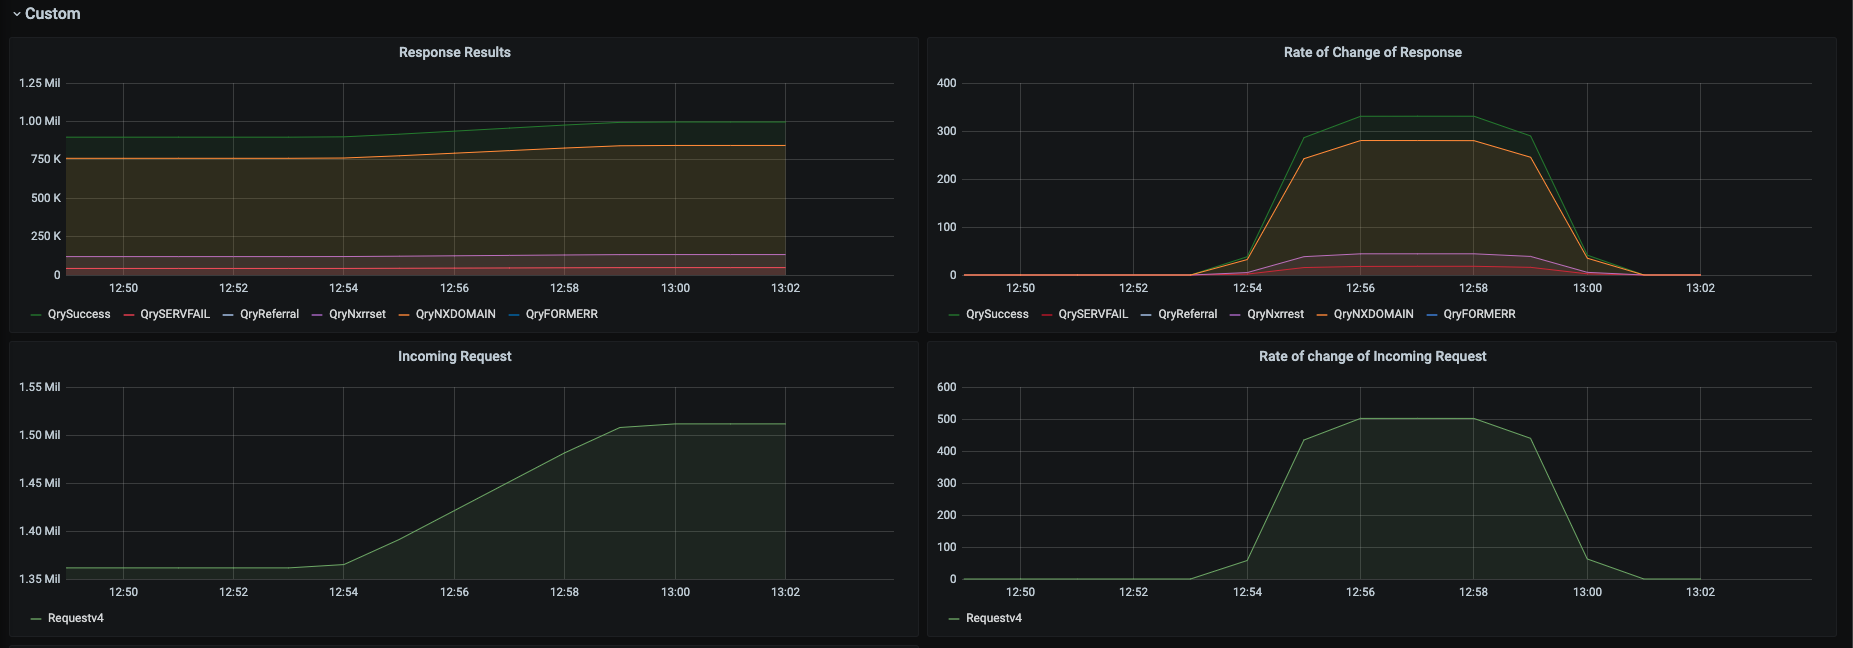 Custom
Response Results
1.25 Mil
1.00 Mil
750 K
500 K
250 K
0
12:50 12:52 12:54 12:56 12:58 13:00 13:02
QrySuccess QrySERVFAIL QryReferral QryNxrrset QryNXDOMAIN QryFORMERR
Rate of Change of Response
400
300
200
100
0
12:50 12:52 12:54 12:56 12:58 13:00 13:02
QrySuccess QrySERVFAIL QryReferral QryNxrrest QryNXDOMAIN QryFORMERR
Incoming Request
1.55 Mil
1.50 Mil
1.45 Mil
1.40 Mil
1.35 Mil
12:50 12:52 12:54 12:56 12:58 13:00 13:02
Requestv4
Rate of change of Incoming Request
600
500
400
300
200
100
0
12:50 12:52 12:54 12:56 12:58 13:00 13:02
Requestv4